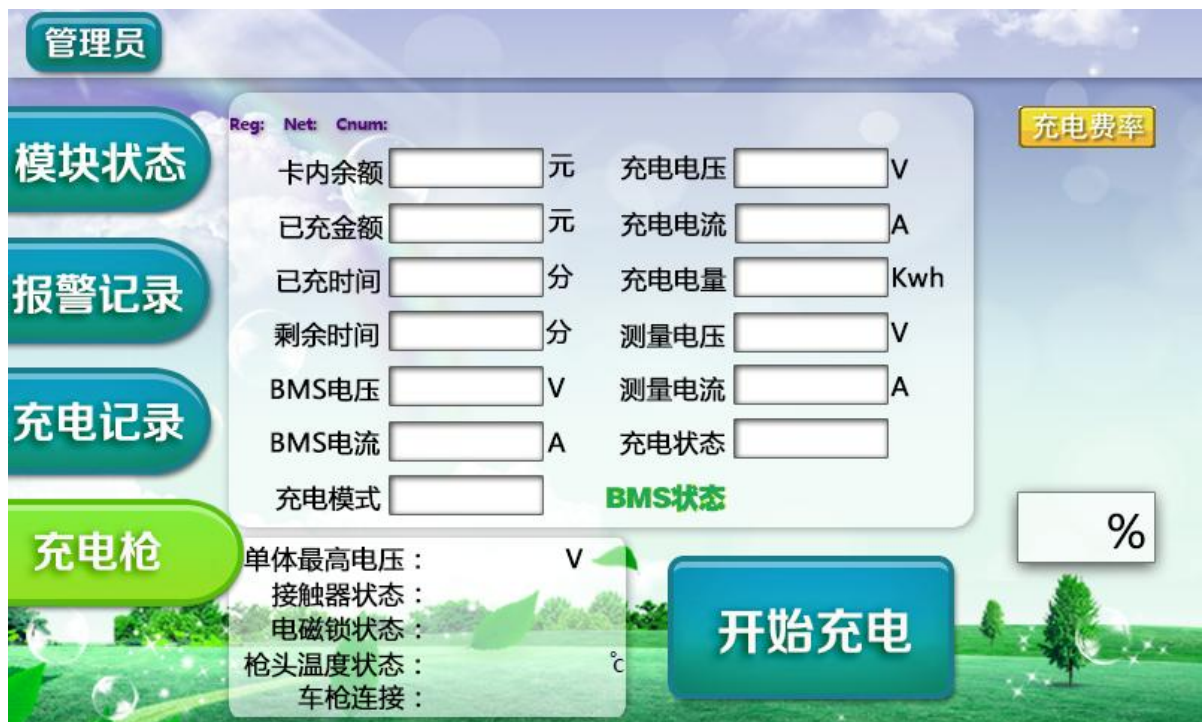 管理员
模块状态
报警记录
充电记录
充电枪
Reg: Net: Cnum:
卡内余额 元 充电电压 V
已充金额 元 充电电流 A
已充时间 分 充电电量 Kwh
剩余时间 分 测量电压 V
BMS电压 V 测量电流 A
BMS电流 A 充电状态
充电模式 BMS状态
单体最高电压： V
接触器状态：
电磁锁状态：
枪头温度状态： ℃
车枪连接：
开始充电
充电费率
%